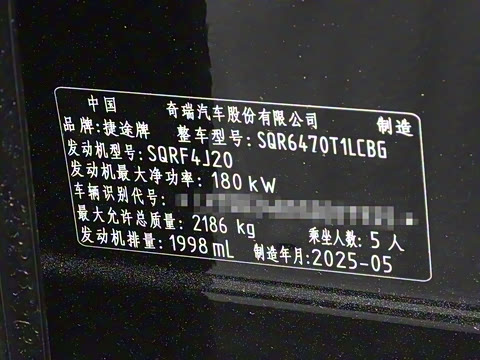 中国 奇瑞汽车股份有限公司 制造
品牌:捷途牌 整车型号:SQR6470T1LCBG
发动机型号:SQRF4J20
发动机最大净功率:180 kW
车辆识别代号:
最大允许总质量:2186 kg 乘坐人数:5 人
发动机排量:1998 mL 制造年月:2025-05